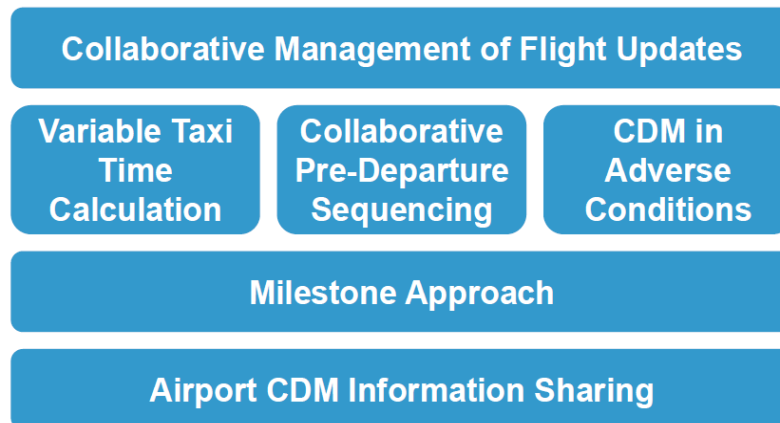 Collaborative Management of Flight Updates
Variable Taxi
Time
Calculation
Collaborative
Pre-Departure
Sequencing
CDM in
Adverse
Conditions
Milestone Approach
Airport CDM Information Sharing